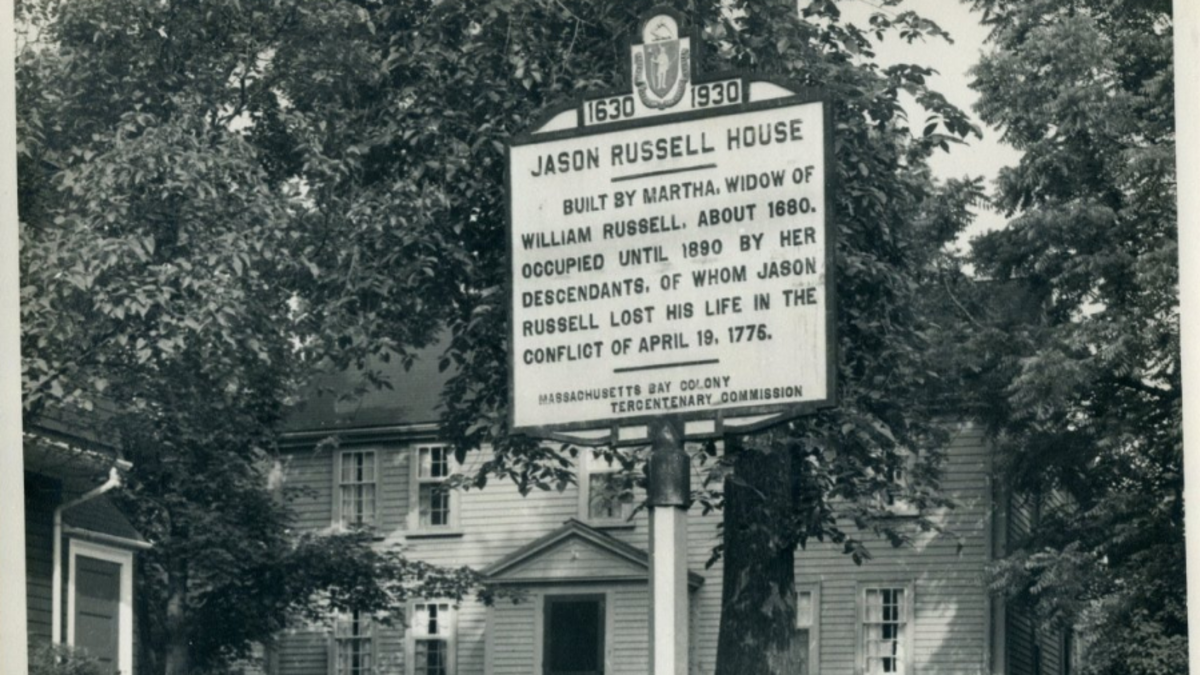 1630 1930
JASON RUSSELL HOUSE
BUILT BY MARTHA, WIDOW OF
WILLIAM RUSSELL, ABOUT 1680.
OCCUPIED UNTIL 1890 BY HER
DESCENDANTS, OF WHOM JASON
RUSSELL LOST HIS LIFE IN THE
CONFLICT OF APRIL 19, 1775.
MASSACHUSETTS BAY COLONY
TERCENTENARY COMMISSION